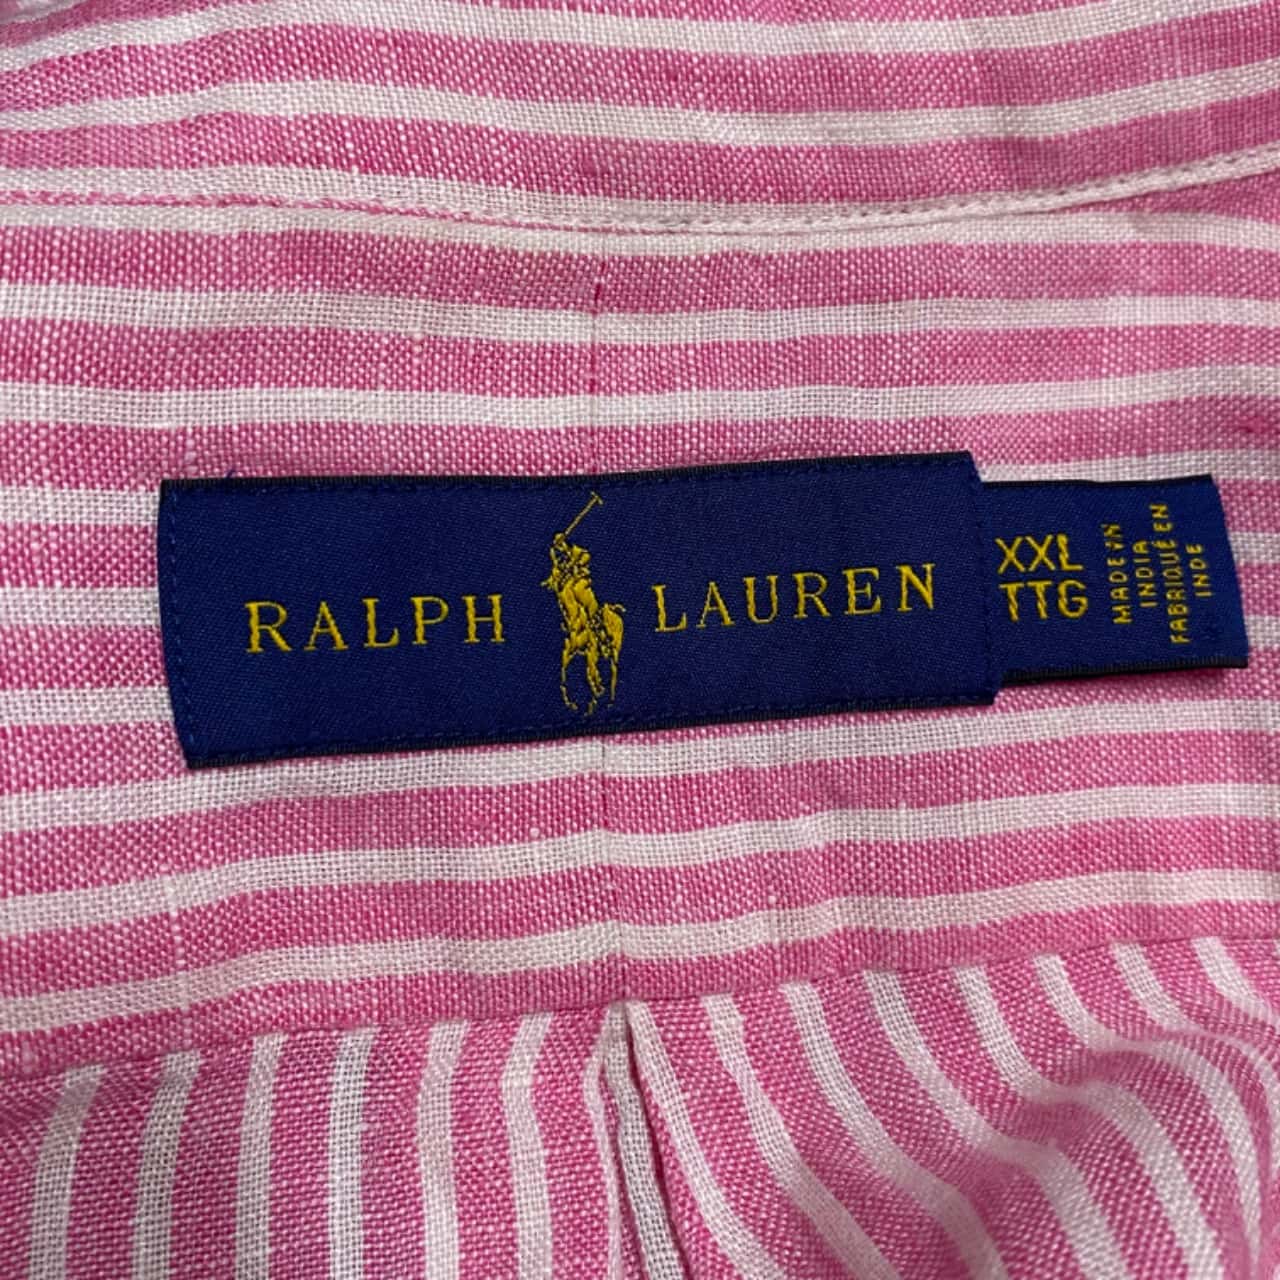 RALPH LAUREN
XXL
TTG
MADE IN
INDIA
FABRIQUÉ EN
INDE